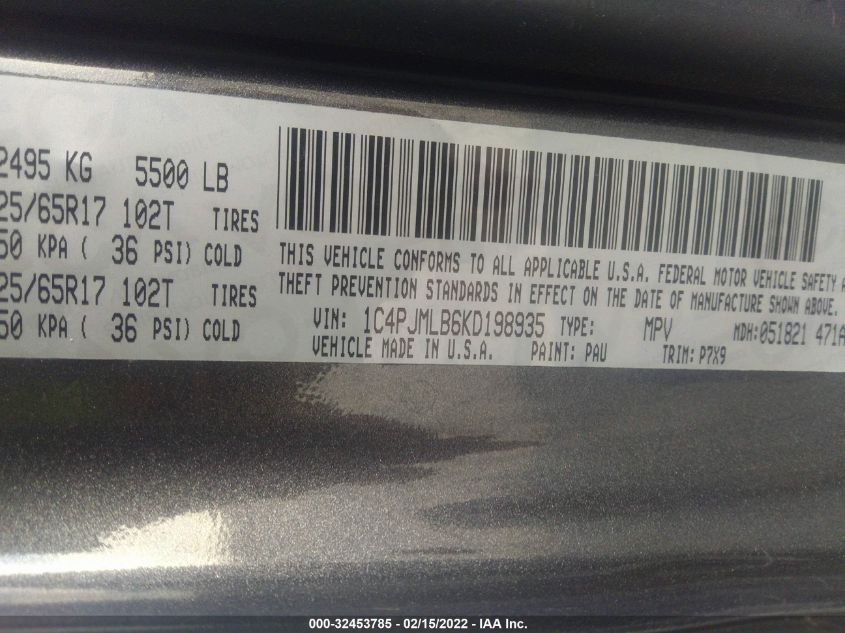 2495 KG 5500 LB
25/65R17 102T TIRES
50 KPA ( 36 PSI) COLD
25/65R17 102T TIRES
50 KPA ( 36 PSI) COLD
THIS VEHICLE CONFORMS TO ALL APPLICABLE U.S.A. FEDERAL MOTOR VEHICLE SAFETY A
THEFT PREVENTION STANDARDS IN EFFECT ON THE DATE OF MANUFACTURE SHOWN ABOVE.
VIN: 1C4PJMLB6KD198935 TYPE: MPV MDH:051821 471A
VEHICLE MADE IN U.S.A. PAINT: PAU TRIM: P7X9
000-32453785 - 02/15/2022 - IAA Inc.